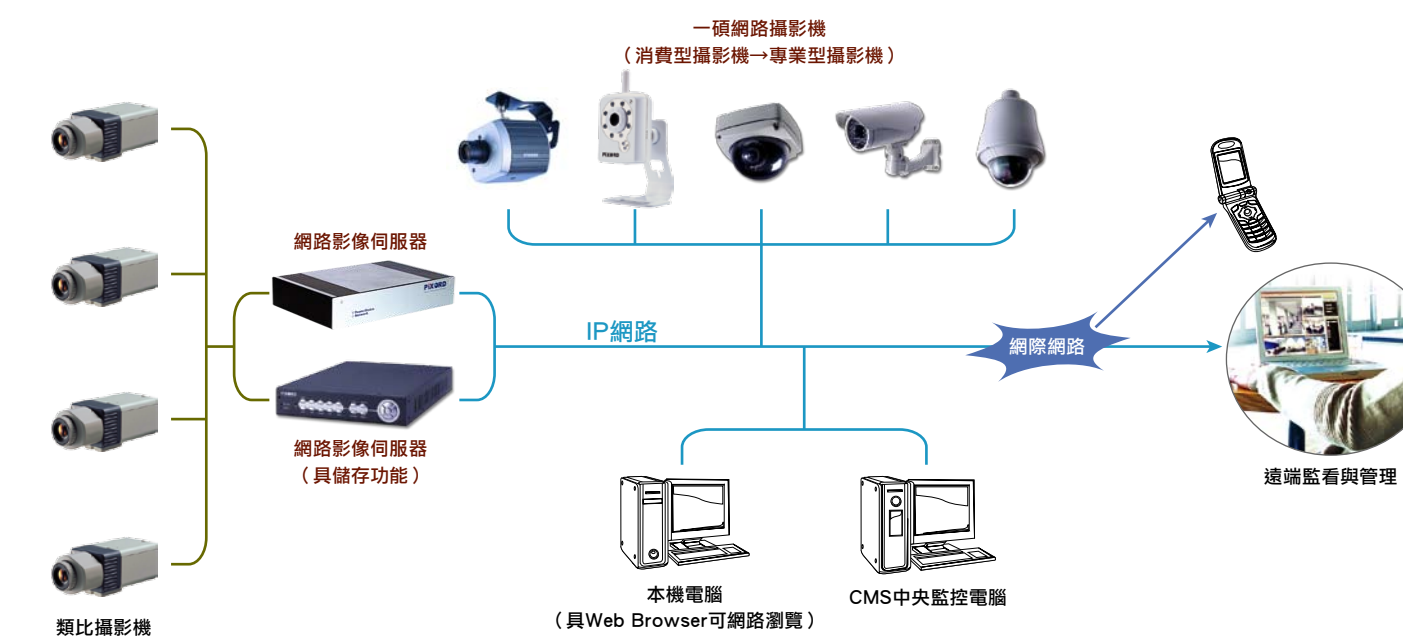 一碩網路攝影機
（消費型攝影機→專業型攝影機）
PiXORD
網路影像伺服器
PiXORD
IP網路
網際網路
網路影像伺服器
（具儲存功能）
遠端監看與管理
本機電腦
（具Web Browser可網路瀏覽）
CMS中央監控電腦
類比攝影機